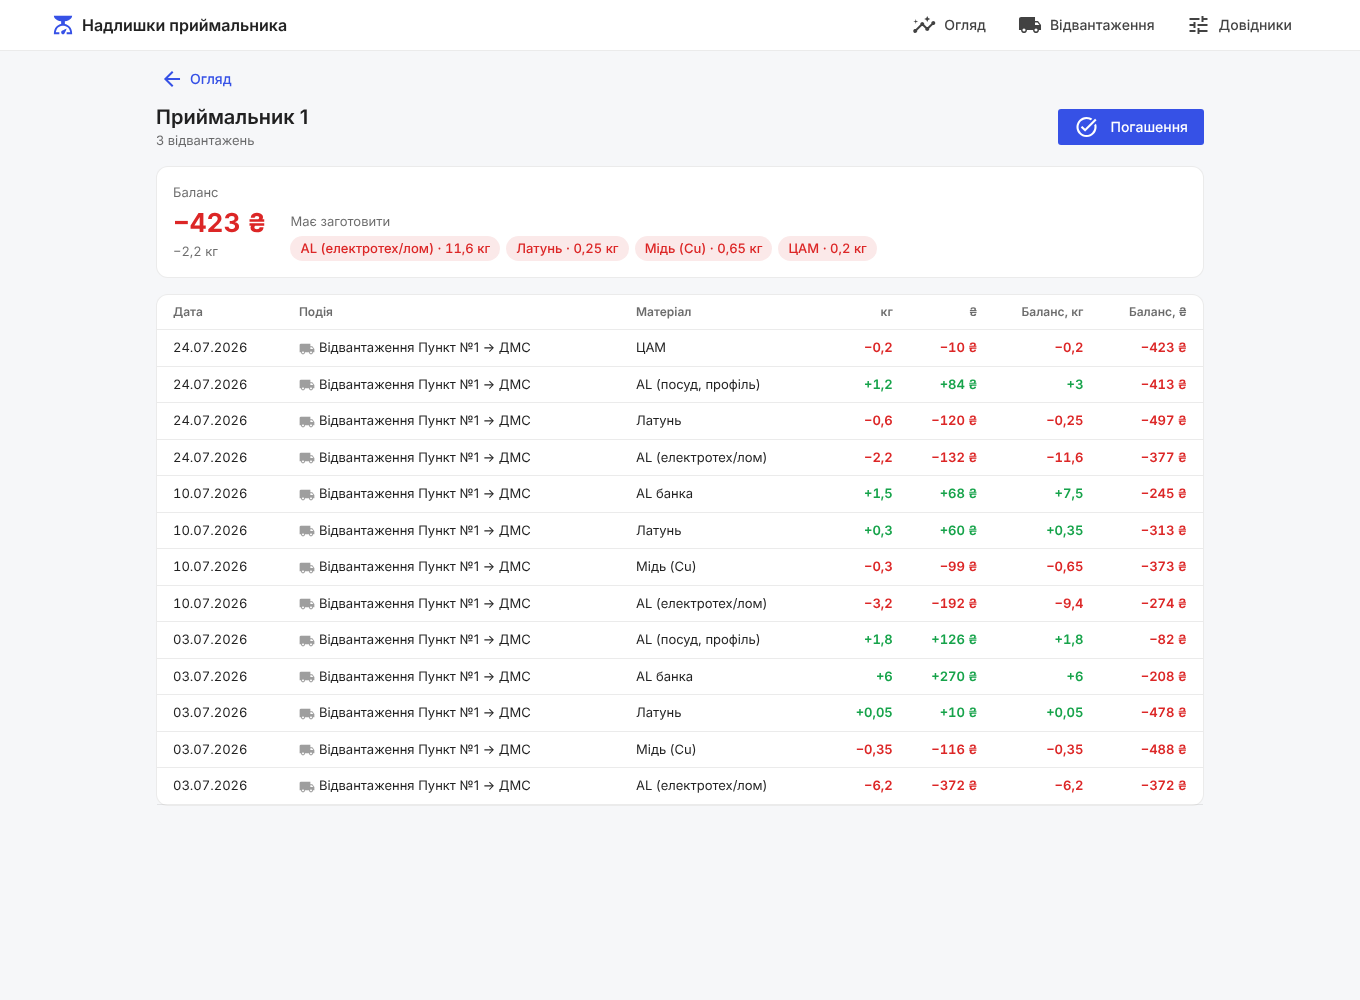 Надлишки приймальника
Огляд
Відвантаження
Довідники
Огляд
Приймальник 1
3 відвантажень
Погашення
Баланс
−423 ₴
−2,2 кг
Має заготовити
AL (електротех/лом) · 11,6 кг
Латунь · 0,25 кг
Мідь (Cu) · 0,65 кг
ЦАМ · 0,2 кг
Дата Подія Матеріал кг ₴ Баланс, кг Баланс, ₴
24.07.2026 Відвантаження Пункт №1 → ДМС ЦАМ −0,2 −10 ₴ −0,2 −423 ₴
24.07.2026 Відвантаження Пункт №1 → ДМС AL (посуд, профіль) +1,2 +84 ₴ +3 −413 ₴
24.07.2026 Відвантаження Пункт №1 → ДМС Латунь −0,6 −120 ₴ −0,25 −497 ₴
24.07.2026 Відвантаження Пункт №1 → ДМС AL (електротех/лом) −2,2 −132 ₴ −11,6 −377 ₴
10.07.2026 Відвантаження Пункт №1 → ДМС AL банка +1,5 +68 ₴ +7,5 −245 ₴
10.07.2026 Відвантаження Пункт №1 → ДМС Латунь +0,3 +60 ₴ +0,35 −313 ₴
10.07.2026 Відвантаження Пункт №1 → ДМС Мідь (Cu) −0,3 −99 ₴ −0,65 −373 ₴
10.07.2026 Відвантаження Пункт №1 → ДМС AL (електротех/лом) −3,2 −192 ₴ −9,4 −274 ₴
03.07.2026 Відвантаження Пункт №1 → ДМС AL (посуд, профіль) +1,8 +126 ₴ +1,8 −82 ₴
03.07.2026 Відвантаження Пункт №1 → ДМС AL банка +6 +270 ₴ +6 −208 ₴
03.07.2026 Відвантаження Пункт №1 → ДМС Латунь +0,05 +10 ₴ +0,05 −478 ₴
03.07.2026 Відвантаження Пункт №1 → ДМС Мідь (Cu) −0,35 −116 ₴ −0,35 −488 ₴
03.07.2026 Відвантаження Пункт №1 → ДМС AL (електротех/лом) −6,2 −372 ₴ −6,2 −372 ₴